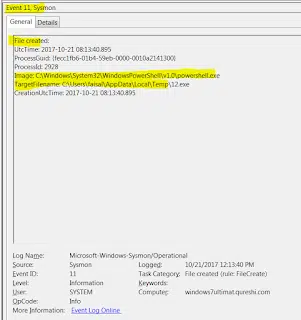 Event 11, Sysmon
General Details
File created:
UtcTime: 2017-10-21 08:13:40.895
ProcessGuid: {fecc1fb6-01b4-59eb-0000-0010a2141300}
ProcessId: 2928
Image: C:\Windows\System32\WindowsPowerShell\v1.0\powershell.exe
TargetFilename: C:\Users\faisal\AppData\Local\Temp\12.exe
CreationUtcTime: 2017-10-21 08:13:40.895
Log Name: Microsoft-Windows-Sysmon/Operational
Source: Sysmon Logged: 10/21/2017 12:13:40 PM
Event ID: 11 Task Category: File created (rule: FileCreate)
Level: Information Keywords:
User: SYSTEM Computer: windows7ultimat.qureshi.com
OpCode: Info
More Information: Event Log Online